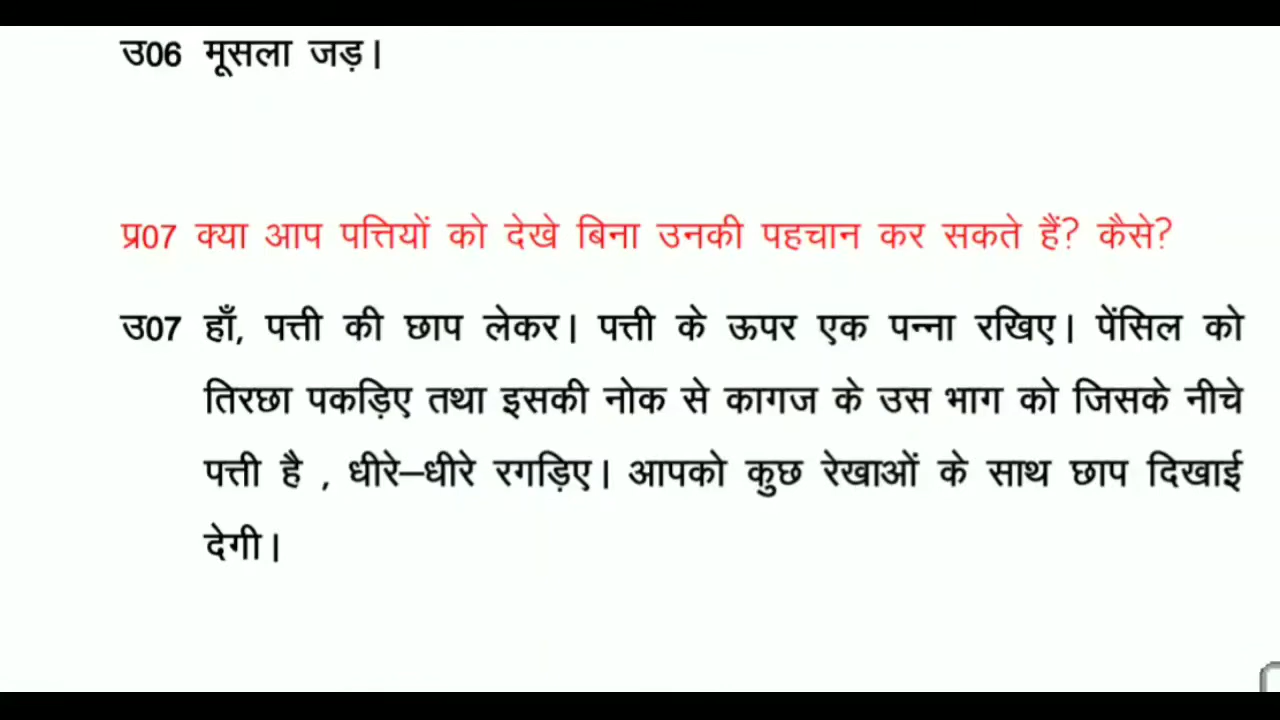 उ06 मूसला जड़।
प्र07 क्या आप पत्तियों को देखे बिना उनकी पहचान कर सकते हैं? कैसे?
उ07 हाँ, पत्ती की छाप लेकर। पत्ती के ऊपर एक पन्ना रखिए। पेंसिल को
तिरछा पकड़िए तथा इसकी नोक से कागज के उस भाग को जिसके नीचे
पत्ती है , धीरे–धीरे रगड़िए। आपको कुछ रेखाओं के साथ छाप दिखाई
देगी।